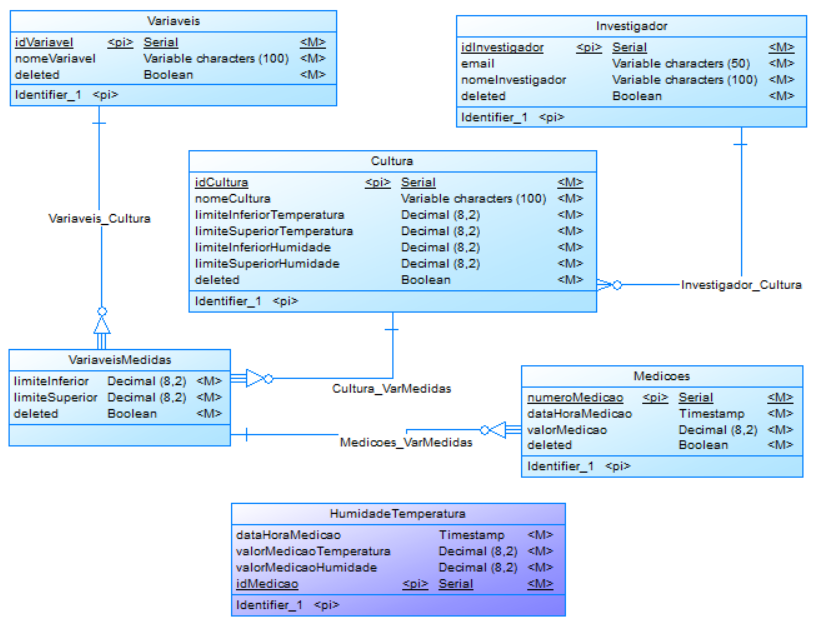 Variaveis
idVariavel <pi> Serial <M>
nomeVariavel Variable characters (100) <M>
deleted Boolean <M>
Identifier_1 <pi>
Investigador
idInvestigador <pi> Serial <M>
email Variable characters (50) <M>
nomeInvestigador Variable characters (100) <M>
deleted Boolean <M>
Identifier_1 <pi>
Cultura
idCultura <pi> Serial <M>
nomeCultura Variable characters (100) <M>
limiteInferiorTemperatura Decimal (8,2) <M>
limiteSuperiorTemperatura Decimal (8,2) <M>
limiteInferiorHumidade Decimal (8,2) <M>
limiteSuperiorHumidade Decimal (8,2) <M>
deleted Boolean <M>
Identifier_1 <pi>
Variaveis_Cultura
Investigador_Cultura
VariaveisMedidas
limiteInferior Decimal (8,2) <M>
limiteSuperior Decimal (8,2) <M>
deleted Boolean <M>
Cultura_VarMedidas
Medicoes_VarMedidas
Medicoes
numeroMedicao <pi> Serial <M>
dataHoraMedicao Timestamp <M>
valorMedicao Decimal (8,2) <M>
deleted Boolean <M>
Identifier_1 <pi>
HumidadeTemperatura
dataHoraMedicao Timestamp <M>
valorMedicaoTemperatura Decimal (8,2) <M>
valorMedicaoHumidade Decimal (8,2) <M>
idMedicao <pi> Serial <M>
Identifier_1 <pi>